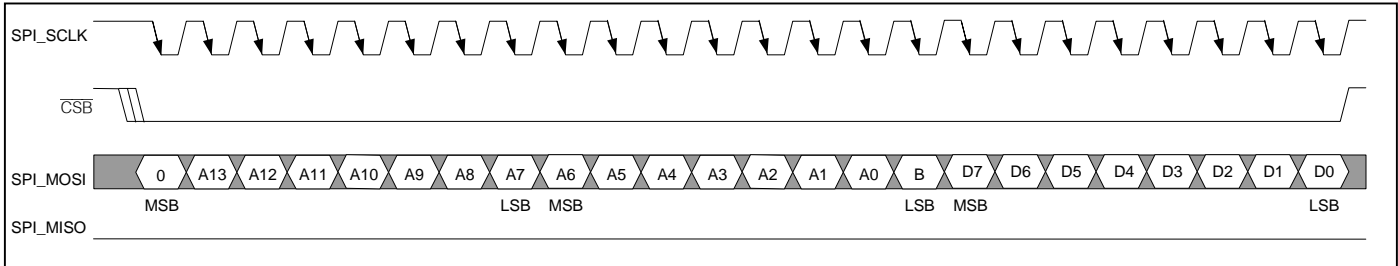 SPI_SCLK
CSB
SPI_MOSI 0 A13 A12 A11 A10 A9 A8 A7 A6 A5 A4 A3 A2 A1 A0 B D7 D6 D5 D4 D3 D2 D1 D0
MSB LSB MSB LSB MSB LSB
SPI_MISO